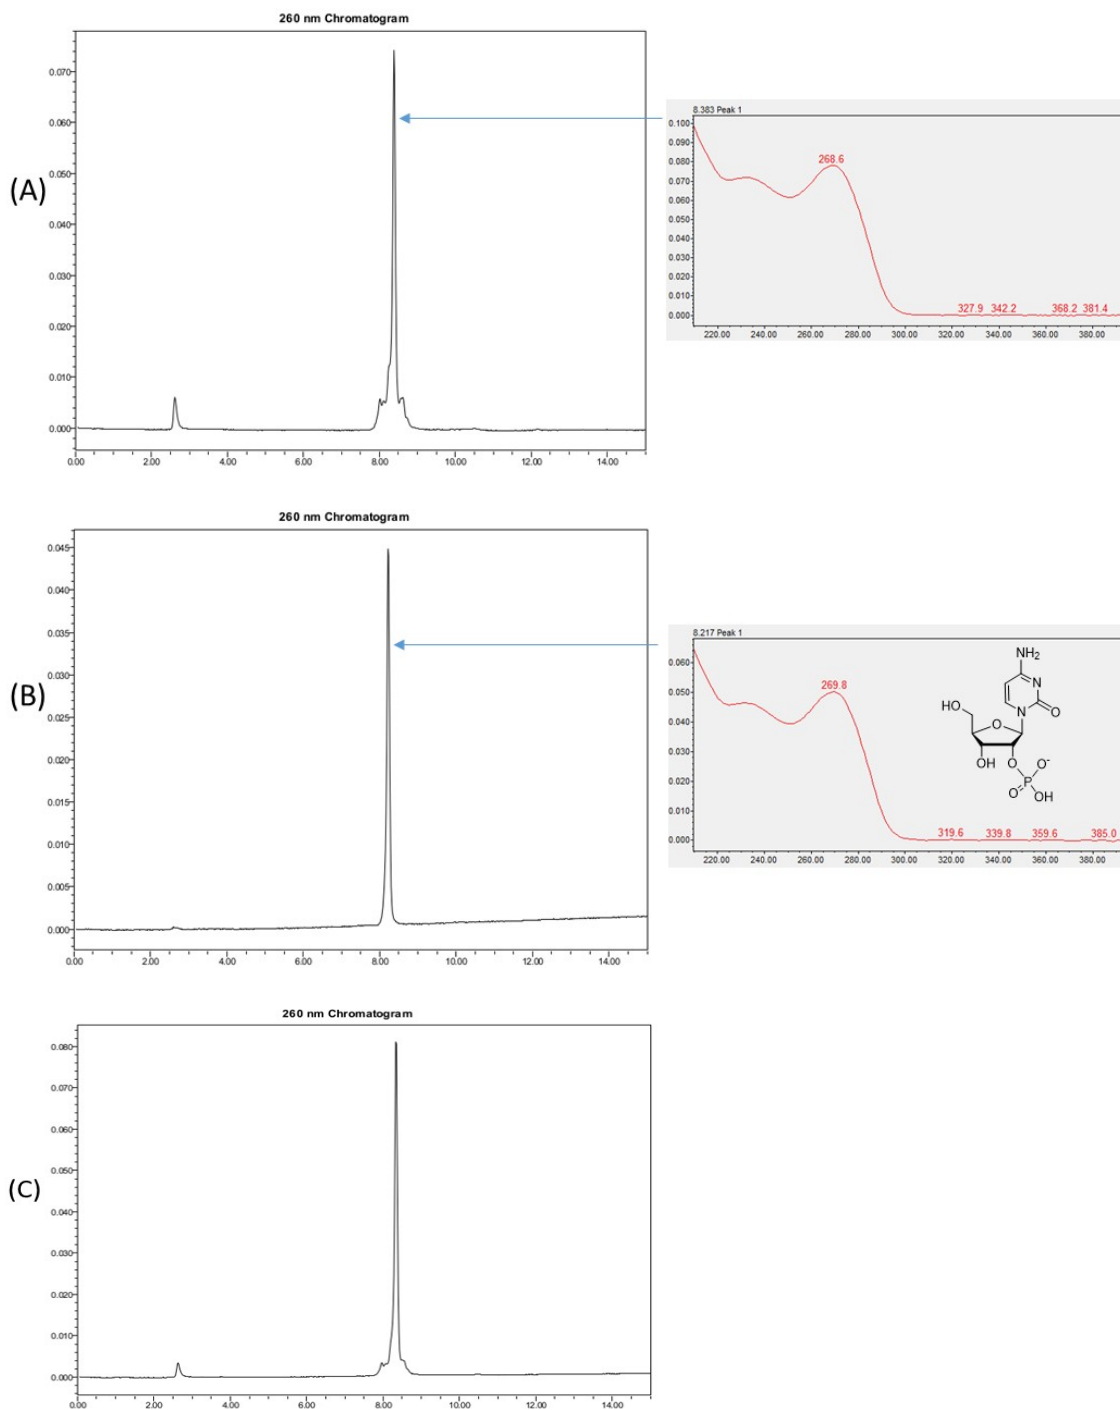 260 nm Chromatogram
(A)
0.070
0.060
0.050
0.040
0.030
0.020
0.010
0.000
0.00 2.00 4.00 6.00 8.00 10.00 12.00 14.00
8.383 Peak 1
0.100
0.090
0.080
0.070
0.060
0.050
0.040
0.030
0.020
0.010
0.000
268.6
327.9 342.2 368.2 381.4
220.00 240.00 260.00 280.00 300.00 320.00 340.00 360.00 380.00
260 nm Chromatogram
(B)
0.045
0.040
0.035
0.030
0.025
0.020
0.015
0.010
0.005
0.000
0.00 2.00 4.00 6.00 8.00 10.00 12.00 14.00
8.217 Peak 1
0.060
0.050
0.040
0.030
0.020
0.010
0.000
269.8
NH2
N
N
O
HO
O
OH
O
O-
P
O
OH
319.6 339.8 359.6 385.0
220.00 240.00 260.00 280.00 300.00 320.00 340.00 360.00 380.00
260 nm Chromatogram
(C)
0.080
0.070
0.060
0.050
0.040
0.030
0.020
0.010
0.000
0.00 2.00 4.00 6.00 8.00 10.00 12.00 14.00